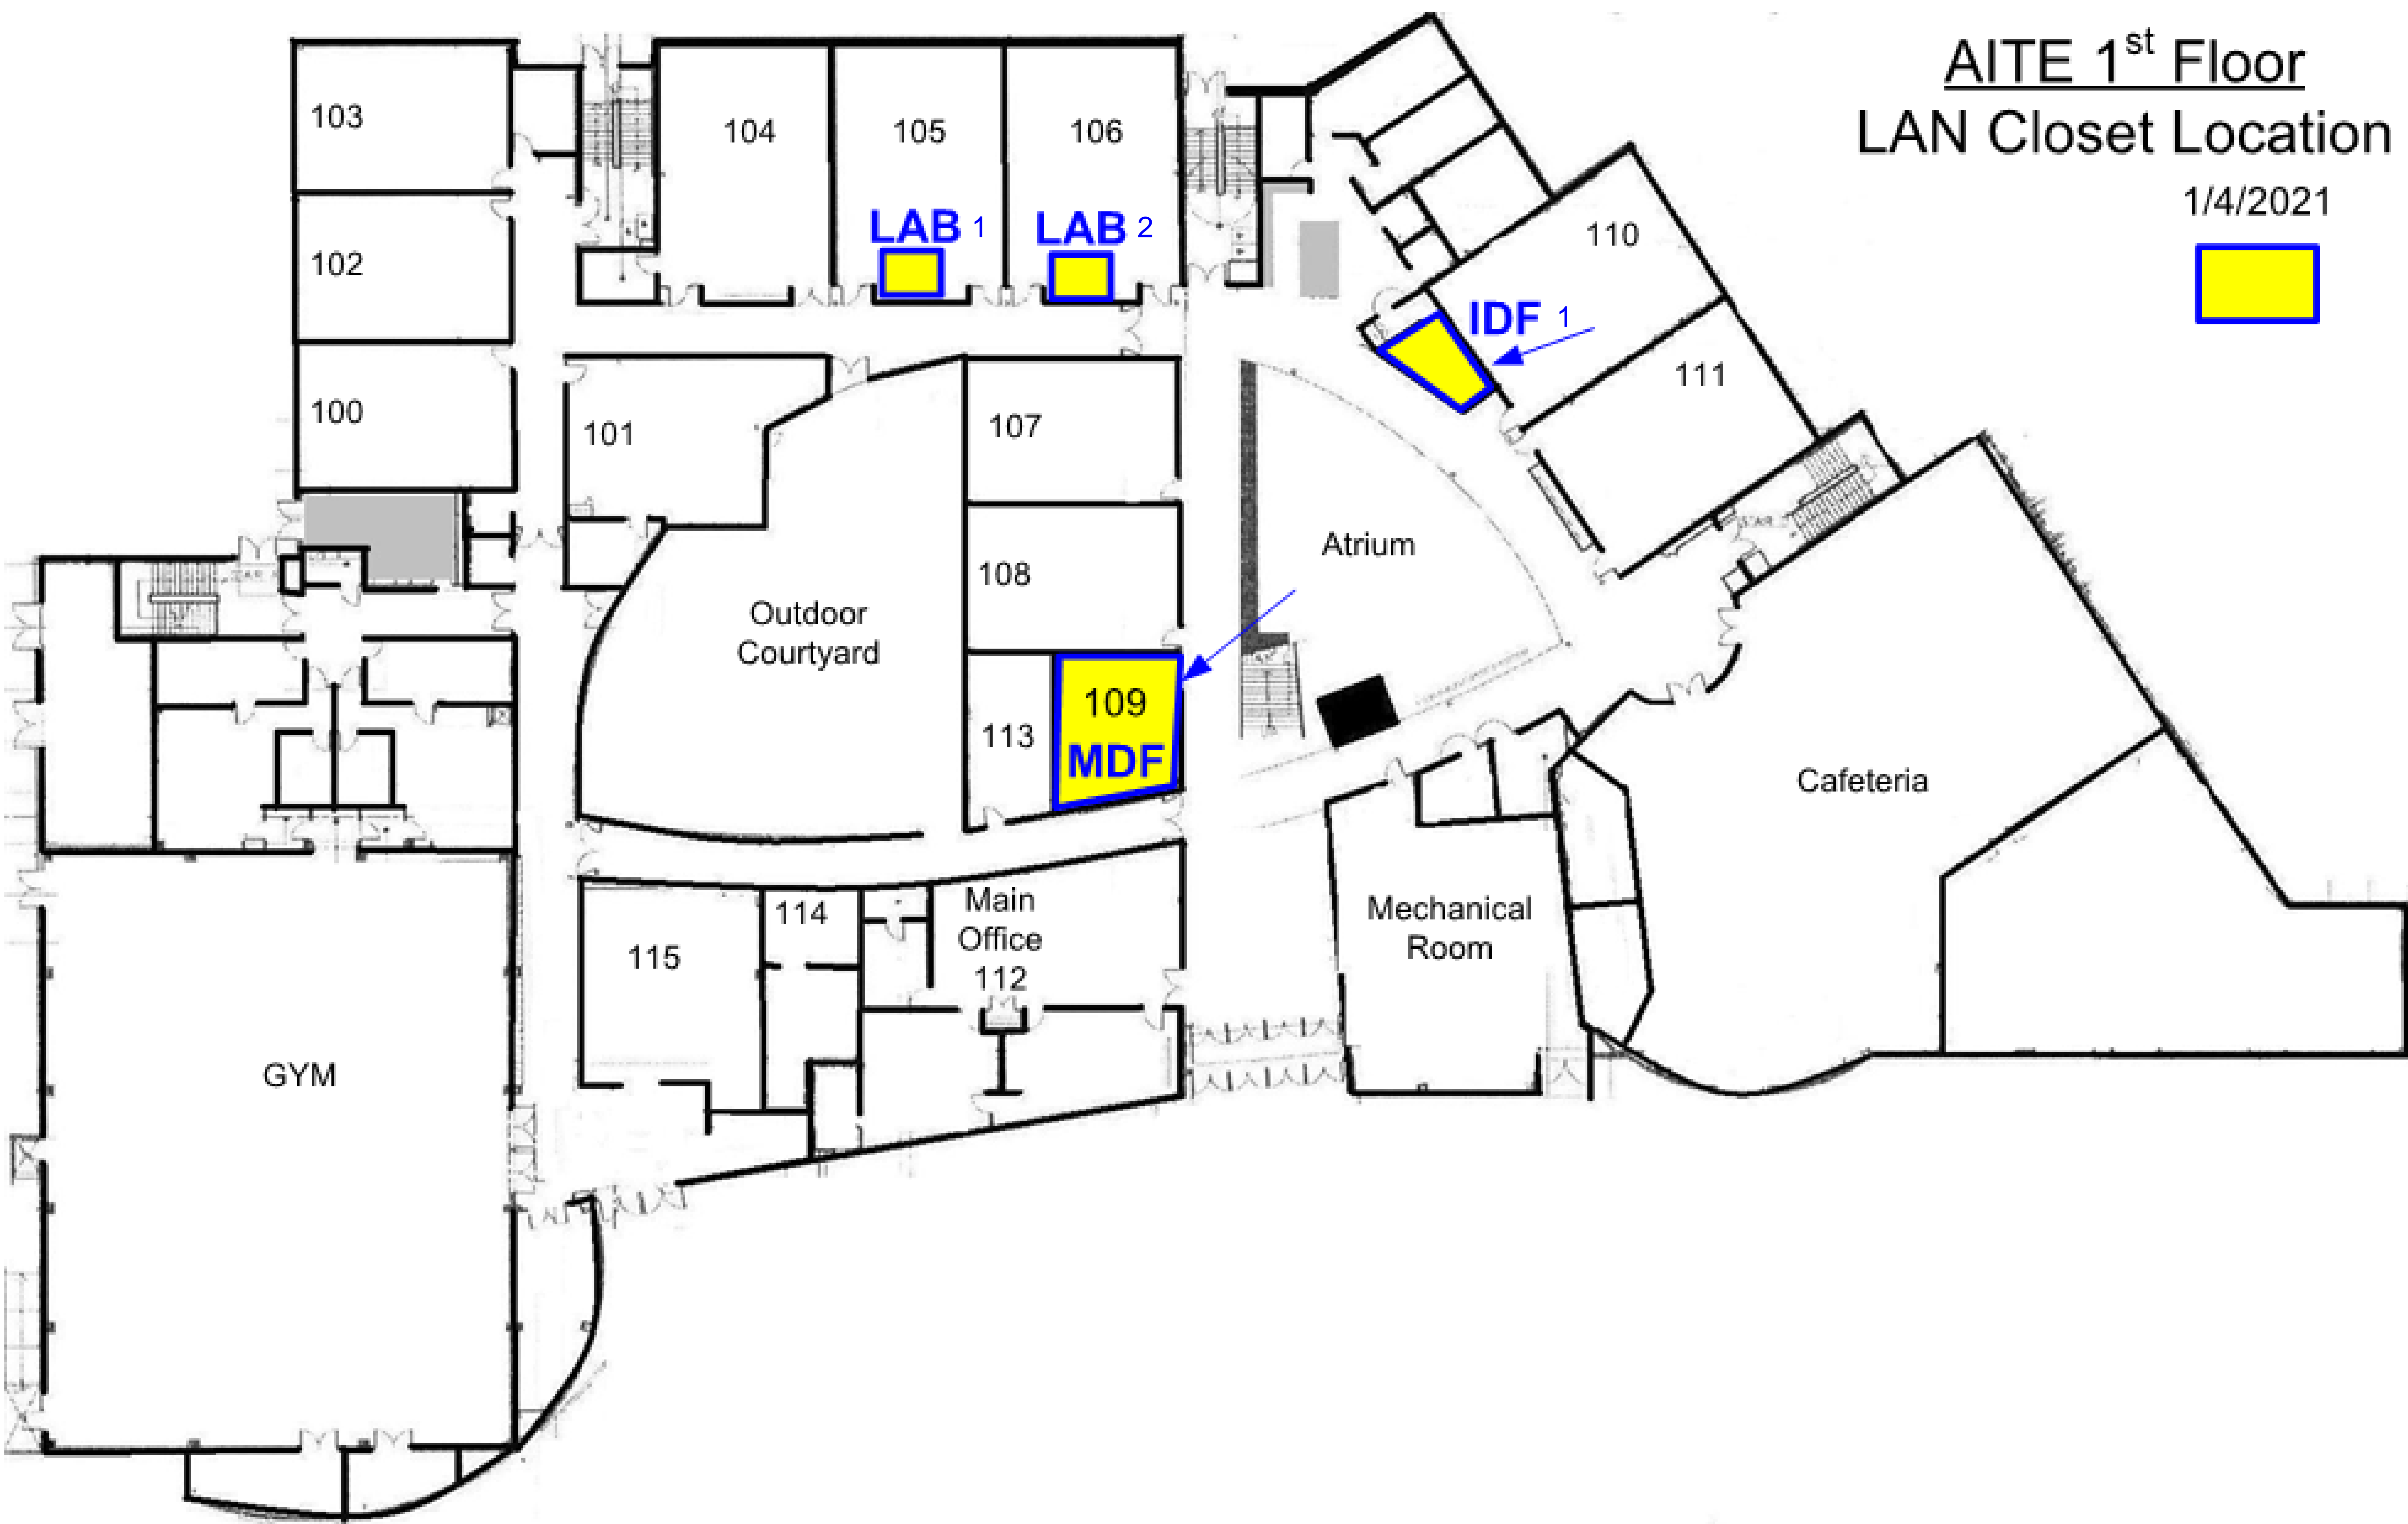 AITE 1st Floor
LAN Closet Location
1/4/2021
103
104
105
106
LAB 1
LAB 2
110
102
IDF 1
111
100
101
107
Atrium
108
Outdoor
Courtyard
109
MDF
113
Cafeteria
Main
Office
112
114
115
Mechanical
Room
GYM